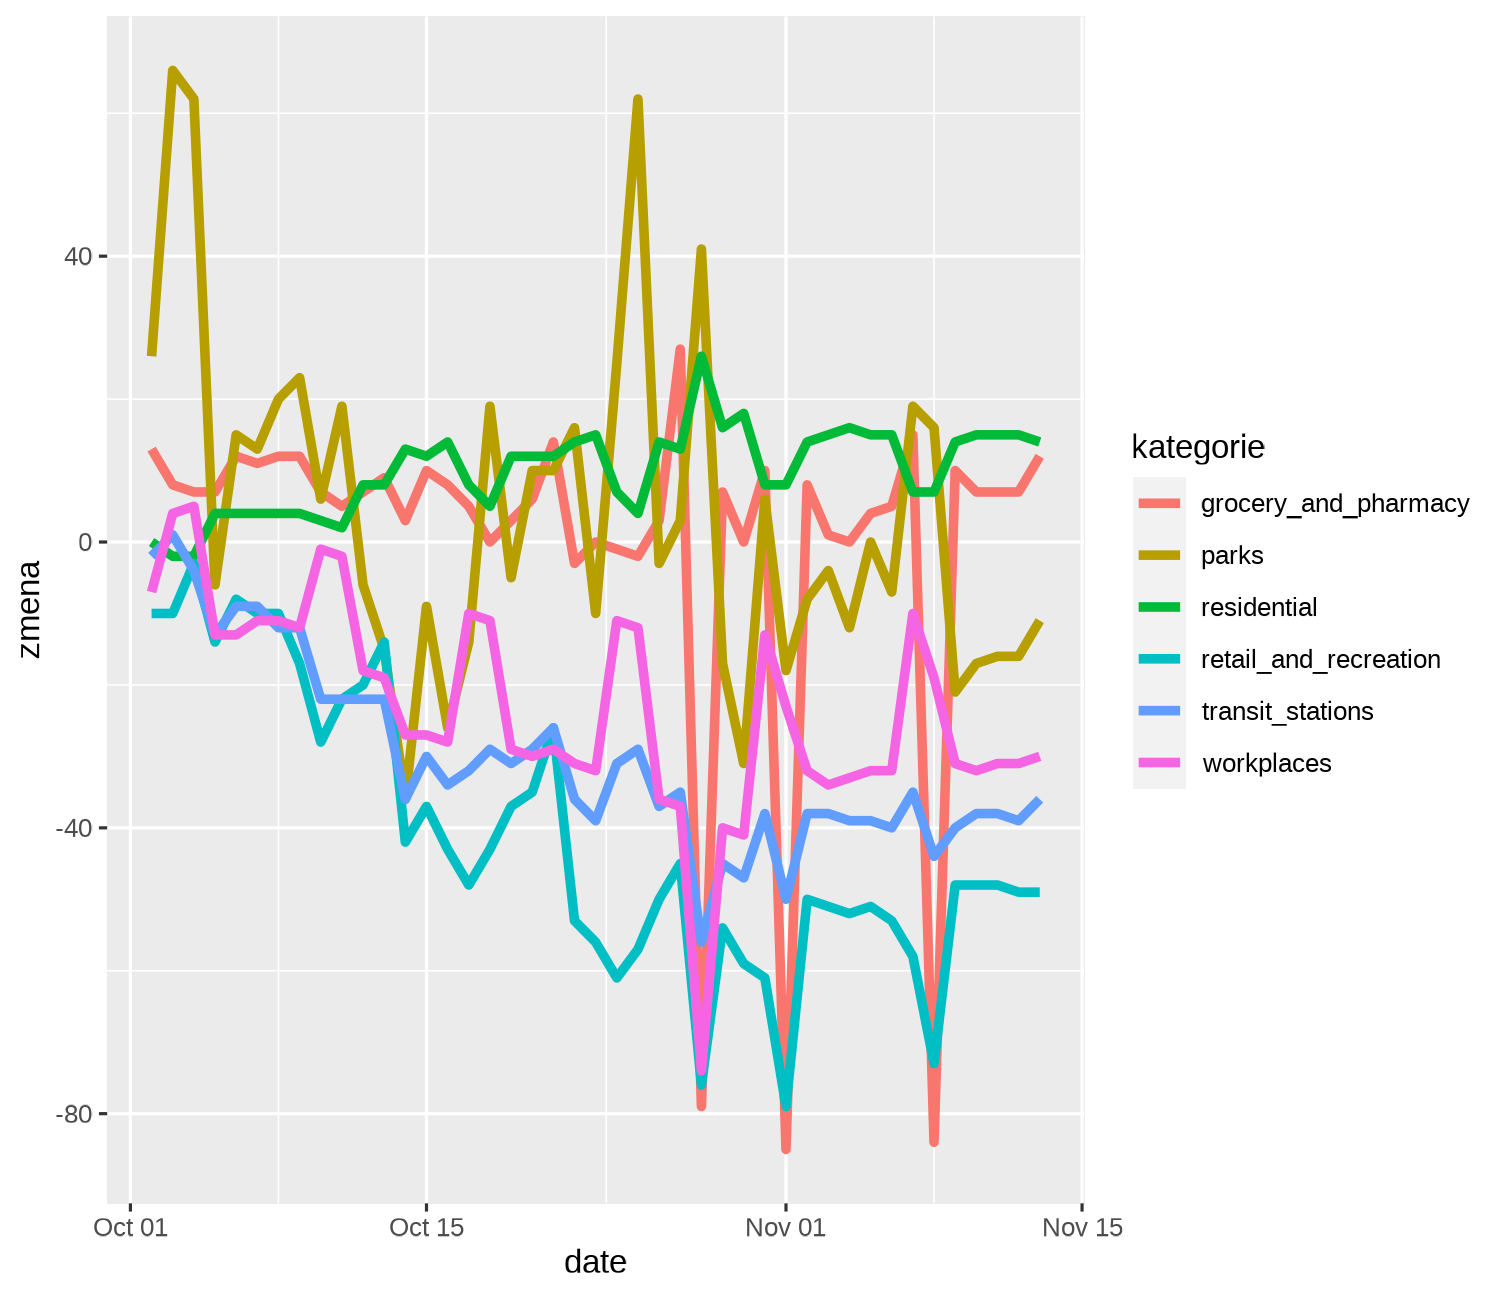 zmena
40
0
-40
-80
Oct 01
Oct 15
Nov 01
Nov 15
date
kategorie
grocery_and_pharmacy
parks
residential
retail_and_recreation
transit_stations
workplaces